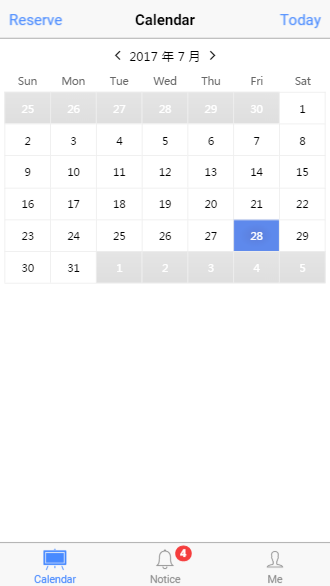 Reserve Calendar Today
2017 年 7 月
Sun Mon Tue Wed Thu Fri Sat
25 26 27 28 29 30 1
2 3 4 5 6 7 8
9 10 11 12 13 14 15
16 17 18 19 20 21 22
23 24 25 26 27 28 29
30 31 1 2 3 4 5
4
Calendar Notice Me